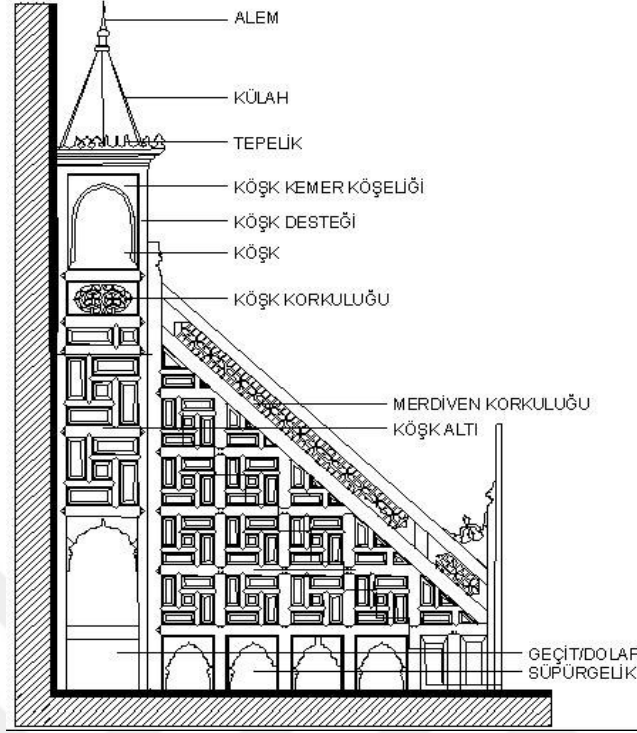 ALEM
KÜLAH
TEPELİK
KÖŞK KEMER KÖŞELİĞİ
KÖŞK DESTEĞİ
KÖŞK
KÖŞK KORKULUĞU
MERDİVEN KORKULUĞU
KÖŞK ALTI
GEÇİT/DOLAP
SÜPÜRGELİK